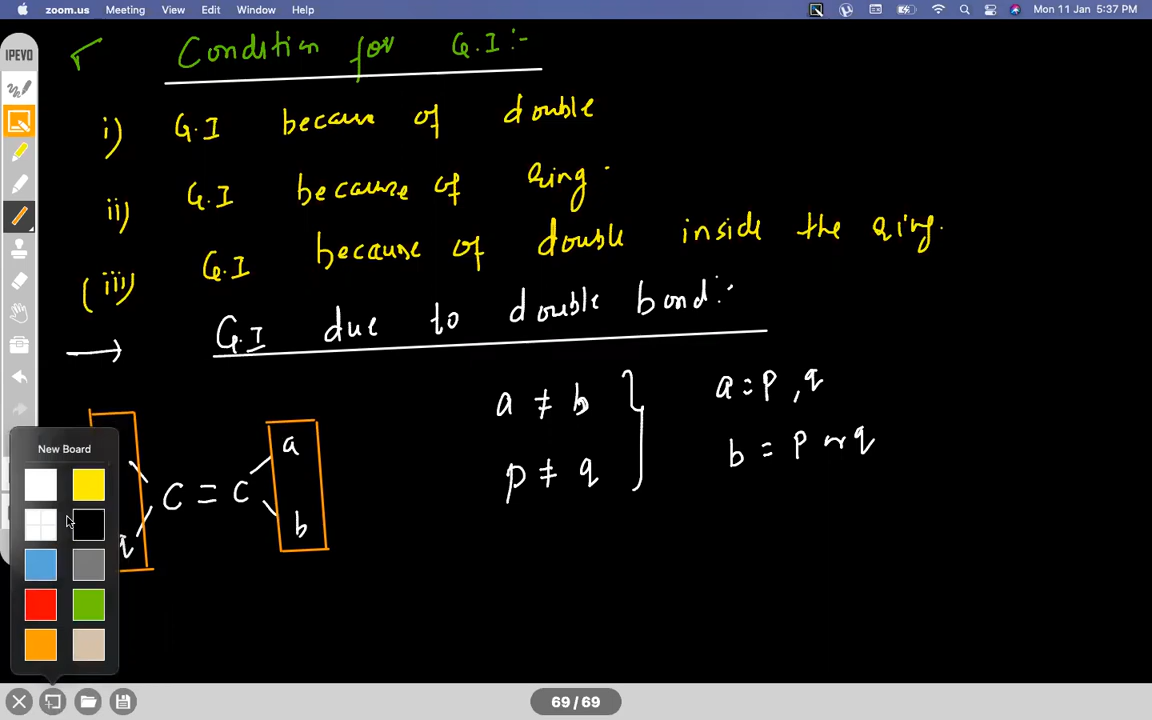 zoom.us Meeting View Edit Window Help Mon 11 Jan 5:37 PM
IPEVO
Condition for G.I :-
i) G.I because of double
ii) G.I because of ring.
(iii) G.I because of double inside the ring.
→ G.I due to double bond :-
a ≠ b } a = p, q
p ≠ q b = p or q
New Board
a
C = C
q b
69/69